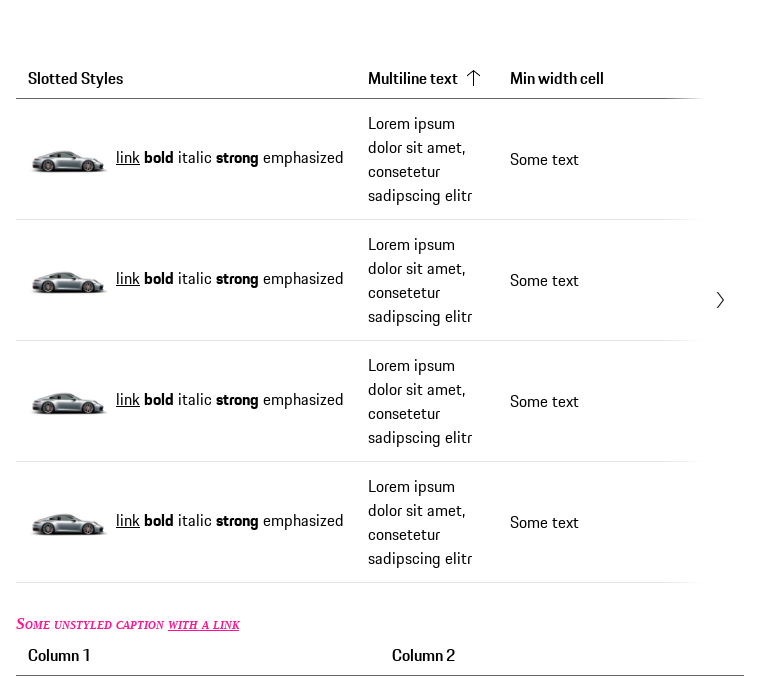 Slotted Styles Multiline text Min width cell
link bold italic strong emphasized
Lorem ipsum
dolor sit amet,
consetetur
sadipscing elitr
Some text
link bold italic strong emphasized
Lorem ipsum
dolor sit amet,
consetetur
sadipscing elitr
Some text
link bold italic strong emphasized
Lorem ipsum
dolor sit amet,
consetetur
sadipscing elitr
Some text
link bold italic strong emphasized
Lorem ipsum
dolor sit amet,
consetetur
sadipscing elitr
Some text
Some unstyled caption with a link
Column 1 Column 2